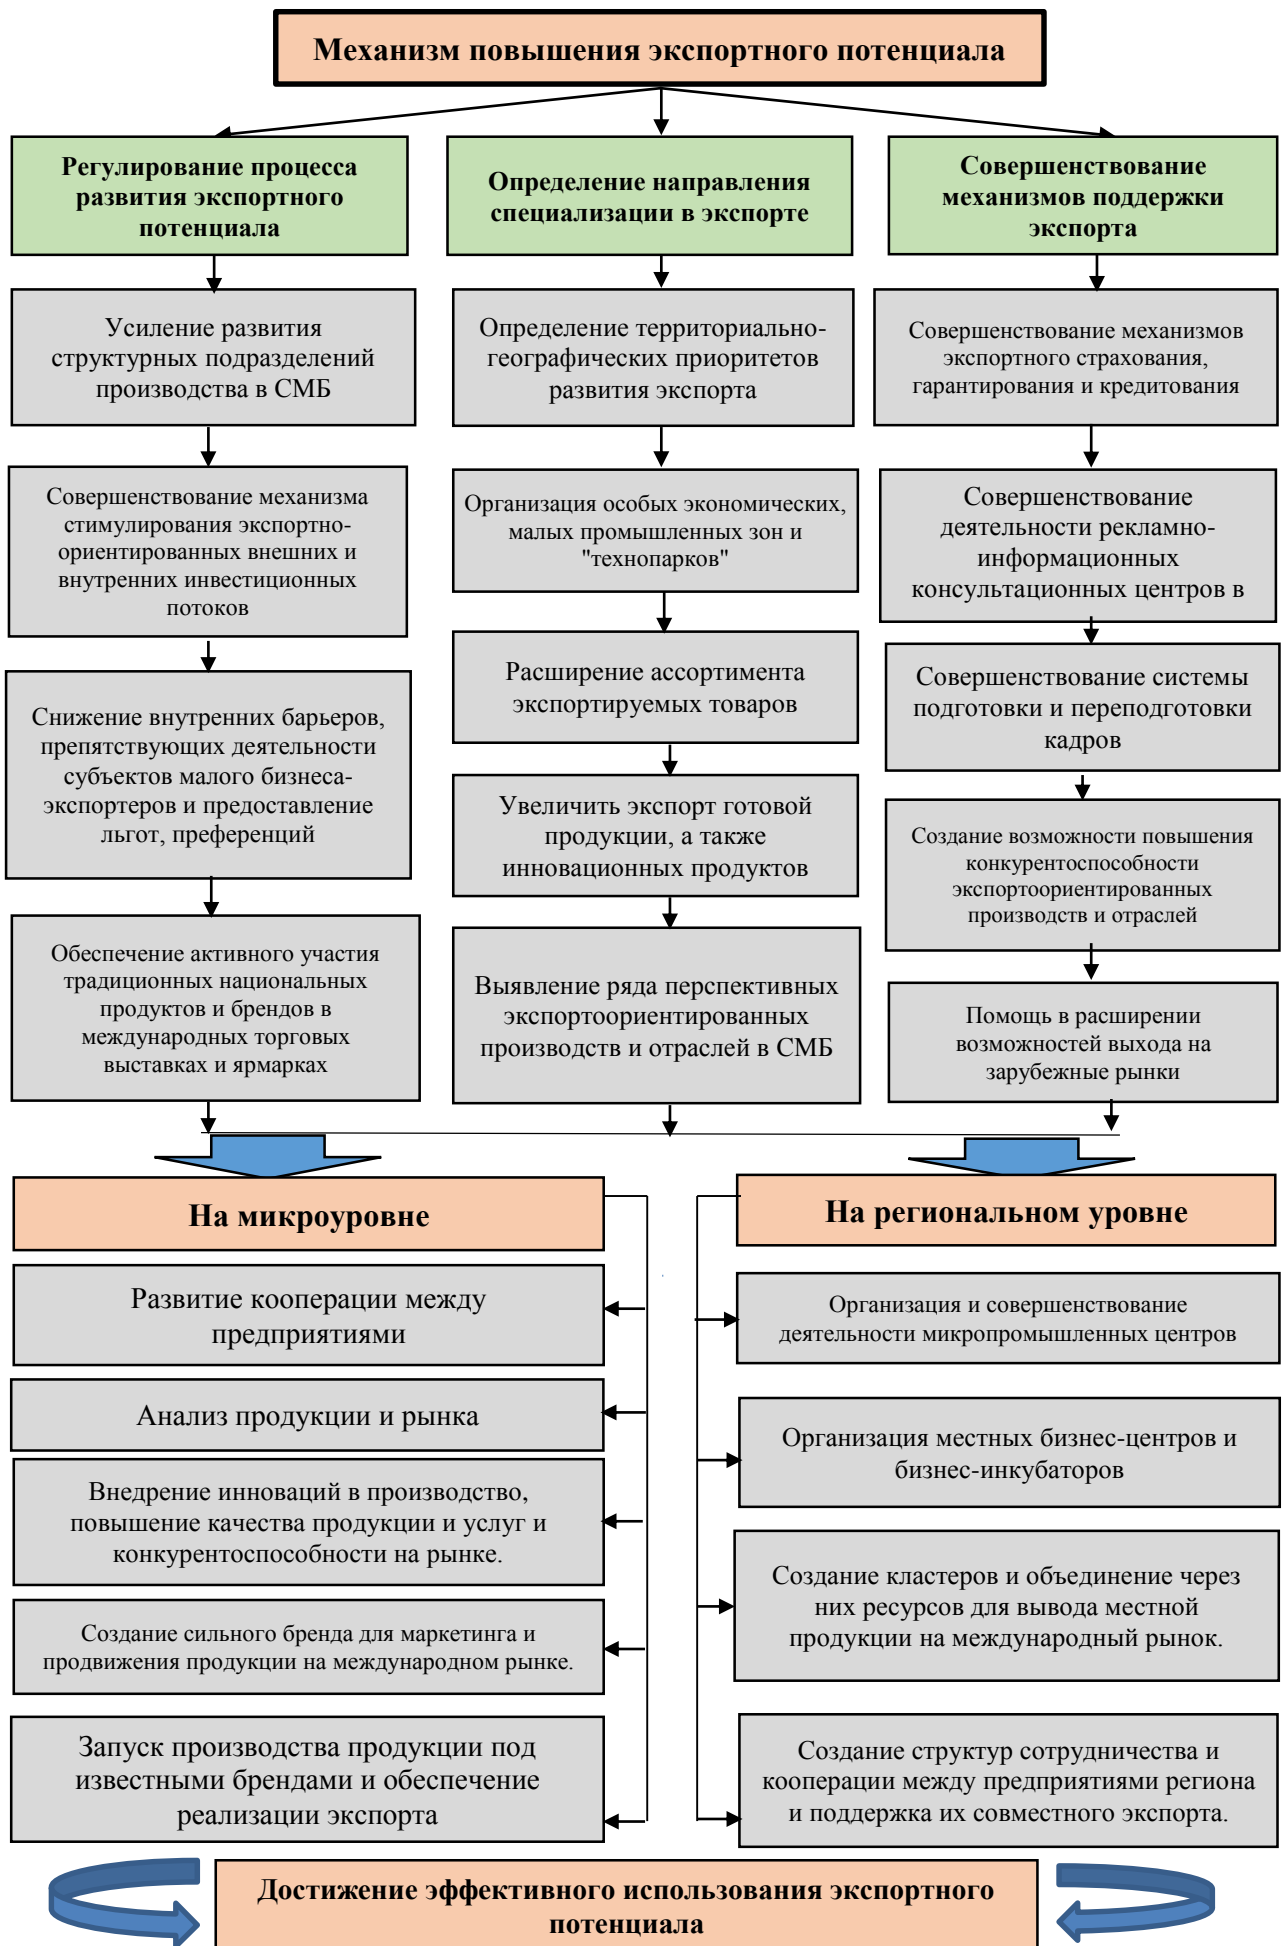 Механизм повышения экспортного потенциала
Регулирование процесса
развития экспортного
потенциала
Усиление развития
структурных подразделений
производства в СМБ
Совершенствование механизма
стимулирования экспортно-
ориентированных внешних и
внутренних инвестиционных
потоков
Снижение внутренних барьеров,
препятствующих деятельности
субъектов малого бизнеса-
экспортеров и предоставление
льгот, преференций
Обеспечение активного участия
традиционных национальных
продуктов и брендов в
международных торговых
выставках и ярмарках
Определение направления
специализации в экспорте
Определение территориально-
географических приоритетов
развития экспорта
Организация особых экономических,
малых промышленных зон и
"технопарков"
Расширение ассортимента
экспортируемых товаров
Увеличить экспорт готовой
продукции, а также
инновационных продуктов
Выявление ряда перспективных
экспортоориентированных
производств и отраслей в СМБ
Совершенствование
механизмов поддержки
экспорта
Совершенствование механизмов
экспортного страхования,
гарантирования и кредитования
Совершенствование
деятельности рекламно-
информационных
консультационных центров в
Совершенствование системы
подготовки и переподготовки
кадров
Создание возможности повышения
конкурентоспособности
экспортоориентированных
производств и отраслей
Помощь в расширении
возможностей выхода на
зарубежные рынки
На микроуровне
Развитие кооперации между
предприятиями
Анализ продукции и рынка
Внедрение инноваций в производство,
повышение качества продукции и услуг и
конкурентоспособности на рынке.
Создание сильного бренда для маркетинга и
продвижения продукции на международном рынке.
Запуск производства продукции под
известными брендами и обеспечение
реализации экспорта
На региональном уровне
Организация и совершенствование
деятельности микропромышленных центров
Организация местных бизнес-центров и
бизнес-инкубаторов
Создание кластеров и объединение через
них ресурсов для вывода местной
продукции на международный рынок.
Создание структур сотрудничества и
кооперации между предприятиями региона
и поддержка их совместного экспорта.
Достижение эффективного использования экспортного
потенциала